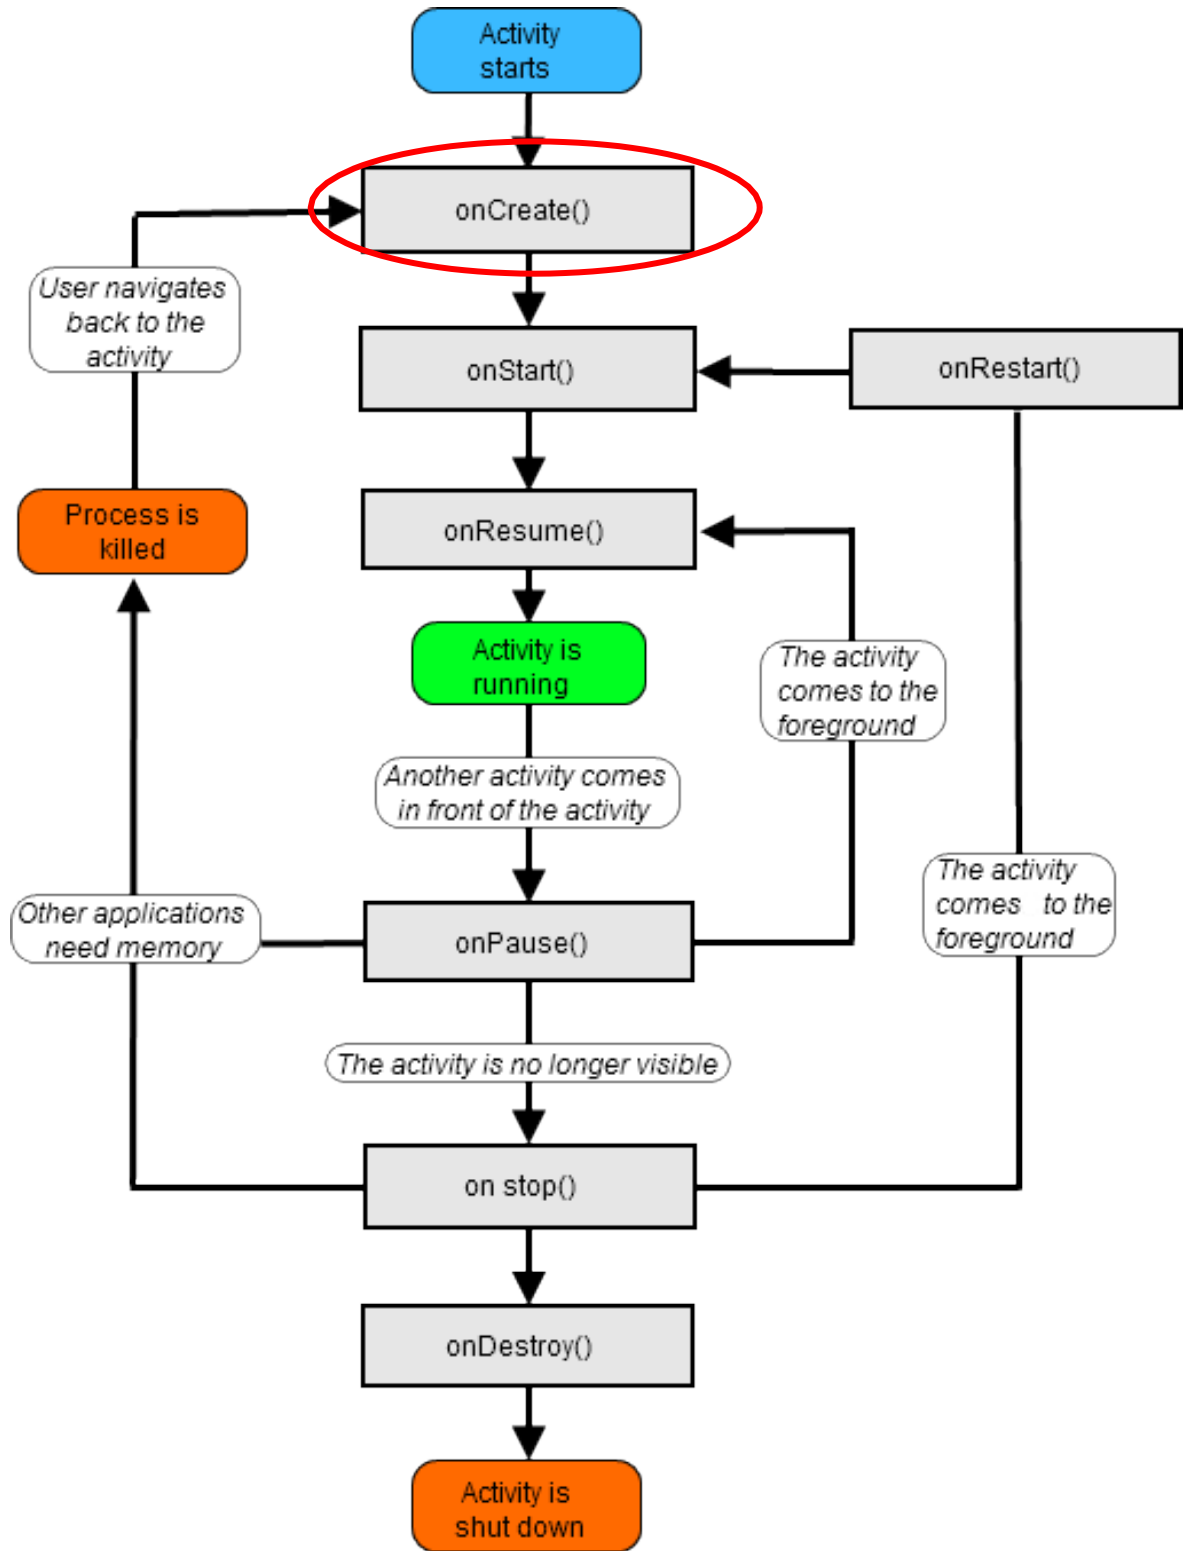 Activity
starts
onCreate()
User navigates
back to the
activity
onStart()
onRestart()
Process is
killed
onResume()
Activity is
running
The activity
comes to the
foreground
Another activity comes
in front of the activity
The activity
comes to the
foreground
Other applications
need memory
onPause()
The activity is no longer visible
on stop()
onDestroy()
Activity is
shut down